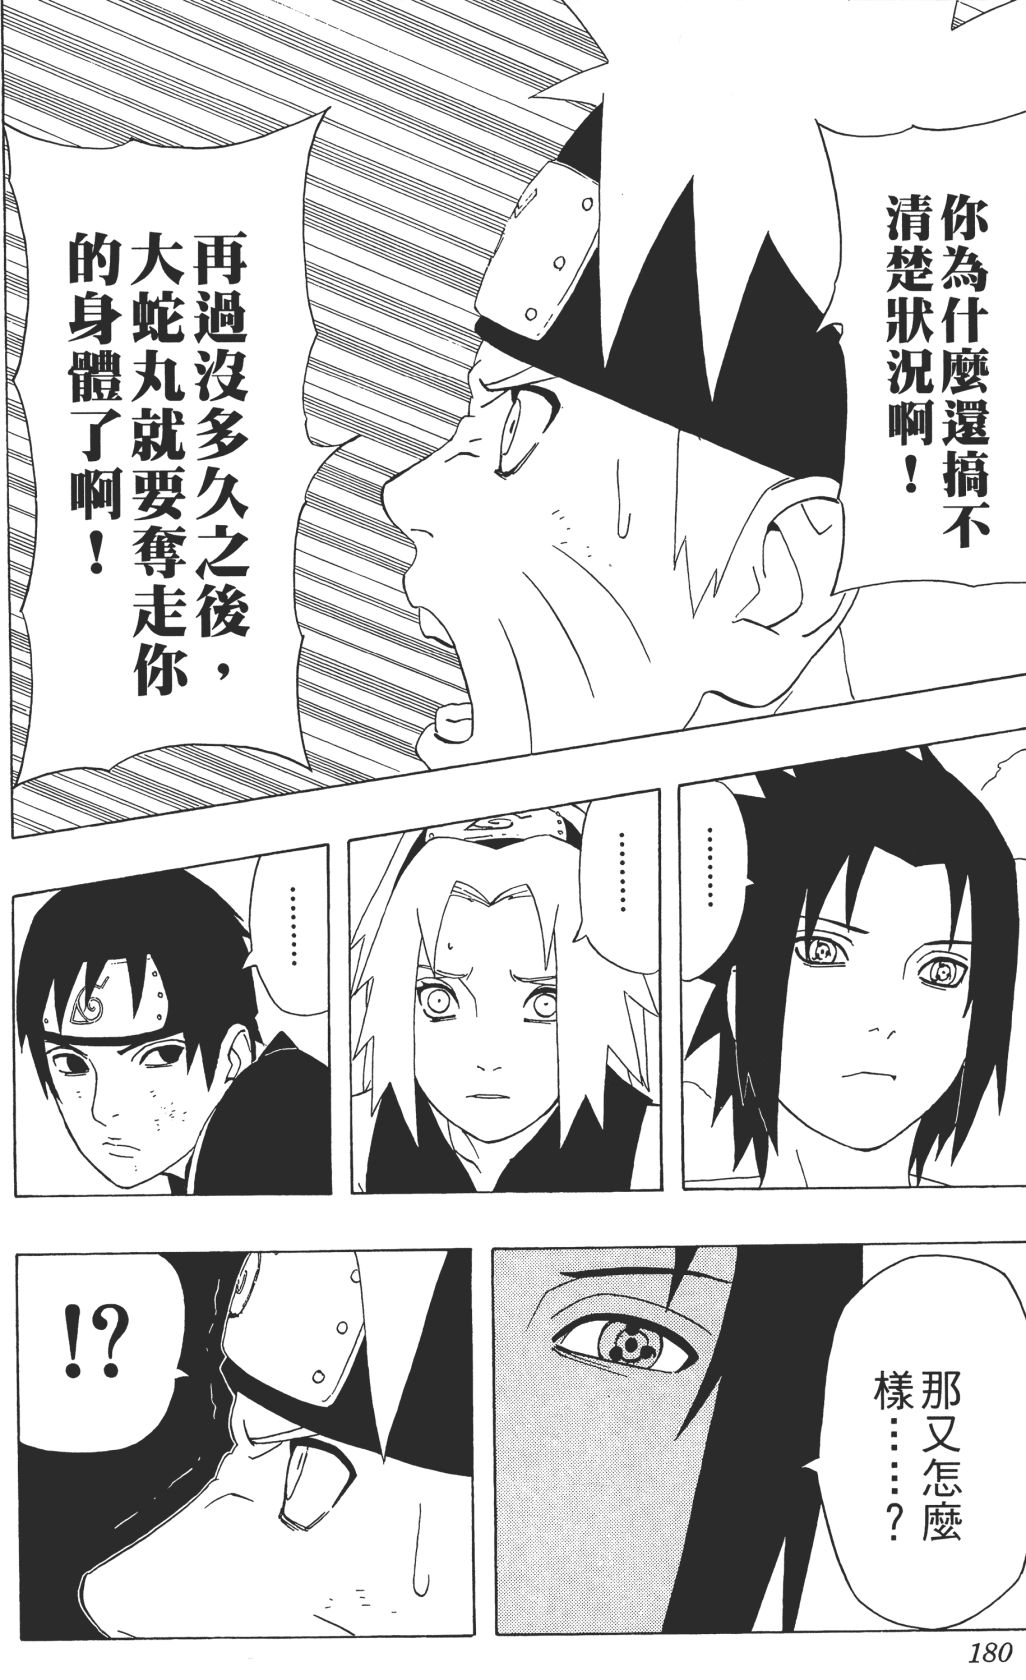 你為什麼還搞不
清楚狀況啊！
再過沒多久之後，
大蛇丸就要奪走你
的身體了啊！
………
………
………
那又怎麼
樣……？
!?
180